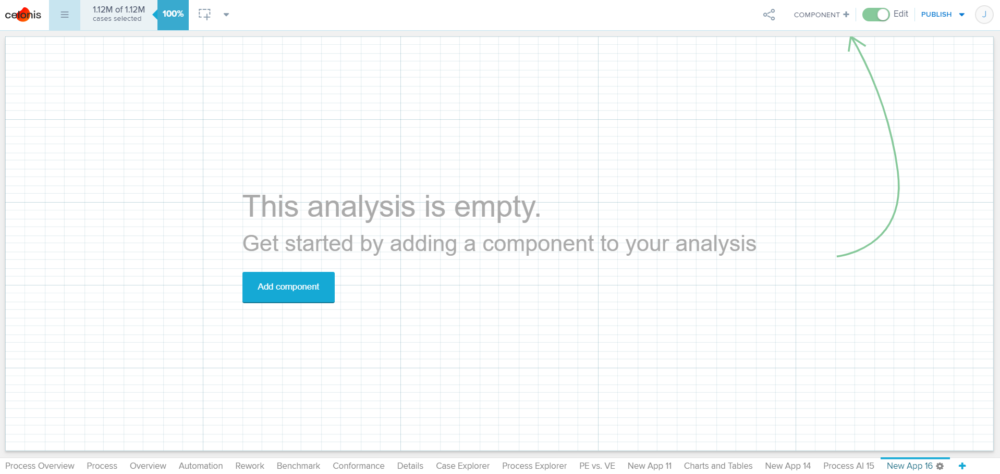 celonis
1.12M of 1.12M
cases selected
100%
COMPONENT
Edit
PUBLISH
J
This analysis is empty.
Get started by adding a component to your analysis
Add component
Process Overview Process Overview Automation Rework Benchmark Conformance Details Case Explorer Process Explorer PE vs. VE New App 11 Charts and Tables New App 14 Process AI 15 New App 16